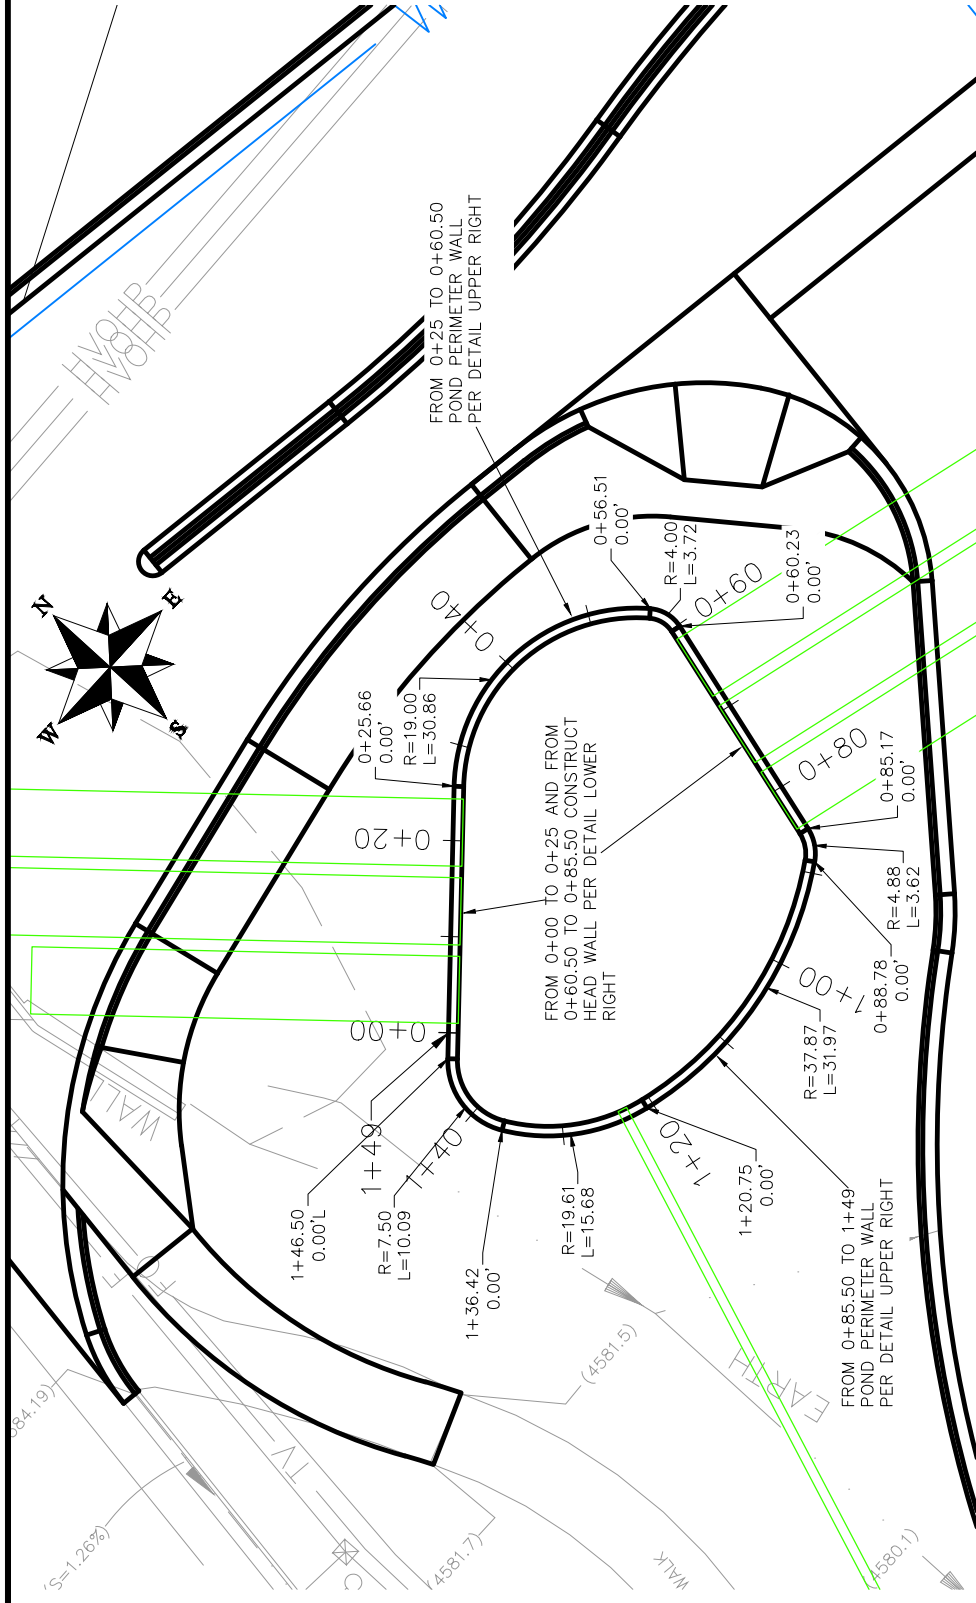 HVOHP
HVOHP
FROM 0+25 TO 0+60.50
POND PERIMETER WALL
PER DETAIL UPPER RIGHT
N
E
S
W
0+56.51
0.00'
R=4.00
L=3.72
0+60
0+60.23
0.00'
0+40
0+25.66
0.00'
R=19.00
L=30.86
0+20
0+80
0+85.17
0.00'
R=4.88
L=3.62
0+88.78
0.00'
FROM 0+00 TO 0+25 AND FROM
0+60.50 TO 0+85.50 CONSTRUCT
HEAD WALL PER DETAIL LOWER
RIGHT
0+00
1+00
R=37.87
L=31.97
WALL
1+49
1+40
1+46.50
0.00'L
R=7.50
L=10.09
1+36.42
0.00'
R=19.61
L=15.68
1+20
1+20.75
0.00'
FROM 0+85.50 TO 1+49
POND PERIMETER WALL
PER DETAIL UPPER RIGHT
(4581.5)
EARTH
TV
584.19)
(S=1.26%)
(4581.7)
WALK
(4580.1)